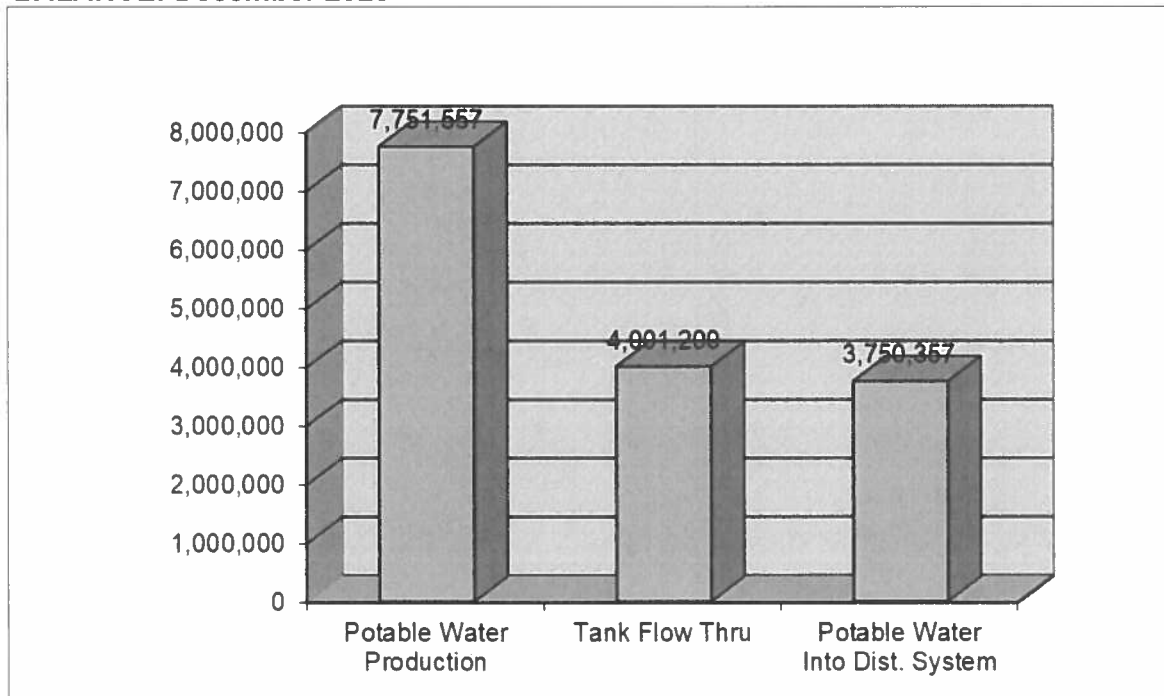 December
7,751,557
4,001,200
3,750,357
8,000,000
7,000,000
6,000,000
5,000,000
4,000,000
3,000,000
2,000,000
1,000,000
0
Potable Water
Production
Tank Flow Thru
Potable Water
Into Dist. System